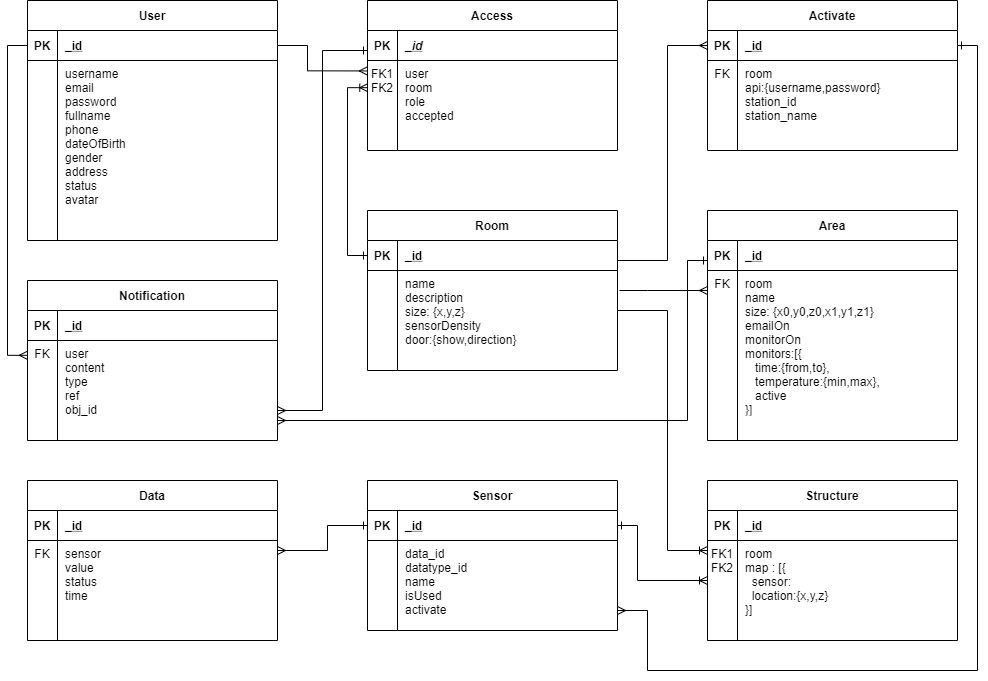 User
PK _id
username
email
password
fullname
phone
dateOfBirth
gender
address
status
avatar
Access
PK _id
FK1 user
FK2 room
role
accepted
Activate
PK _id
FK room
api:{username,password}
station_id
station_name
Notification
PK _id
FK user
content
type
ref
obj_id
Room
PK _id
name
description
size: {x,y,z}
sensorDensity
door:{show,direction}
Area
PK _id
FK room
name
size: {x0,y0,z0,x1,y1,z1}
emailOn
monitorOn
monitors:[{
time:{from,to},
temperature:{min,max},
active
}]
Data
PK _id
FK sensor
value
status
time
Sensor
PK _id
data_id
datatype_id
name
isUsed
activate
Structure
PK _id
FK1 room
FK2 map : [{
sensor:
location:{x,y,z}
}]